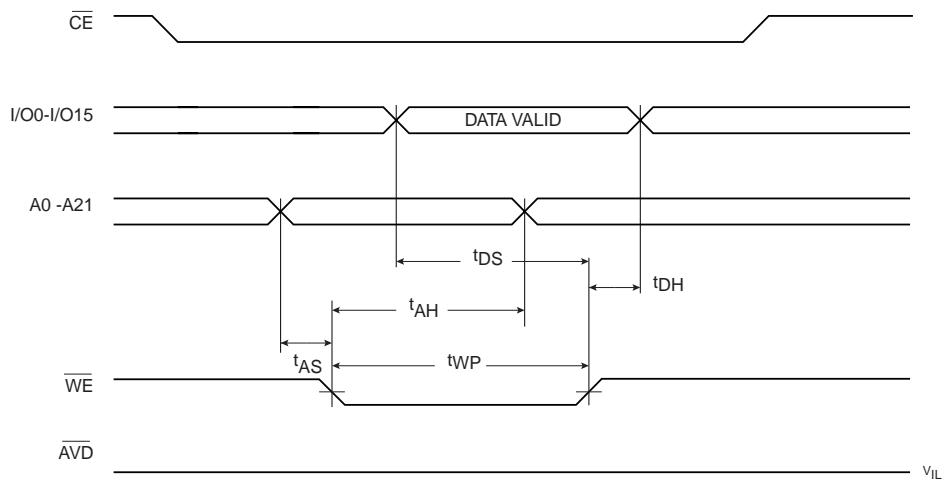 CE
I/O0-I/O15
DATA VALID
A0 -A21
tDS
tDH
tAH
tAS
tWP
WE
AVD
VIL